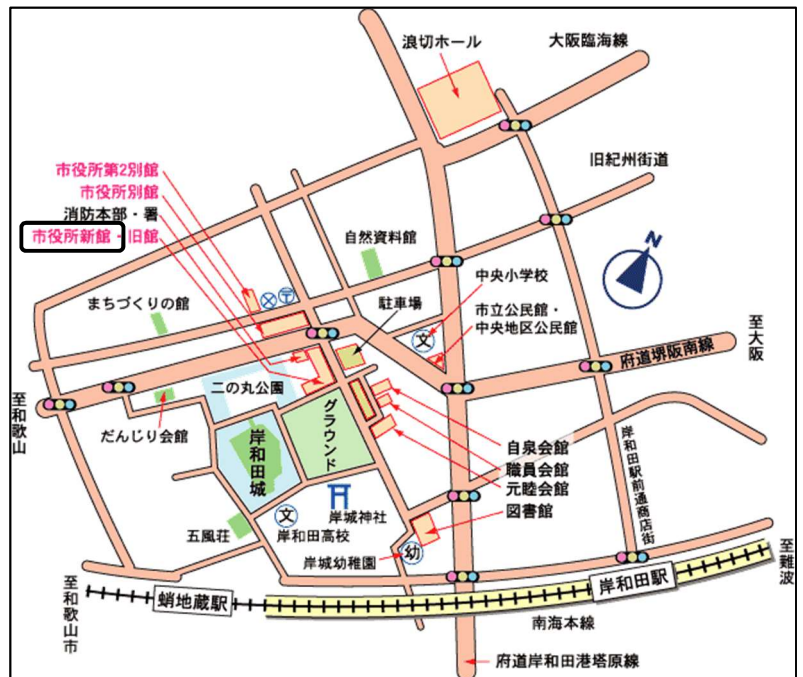 浪切ホール
大阪臨海線
旧紀州街道
市役所第2別館
市役所別館
消防本部・署
市役所新館・旧館
自然資料館
N
中央小学校
まちづくりの館
駐車場
市立公民館・
中央地区公民館
文
至大阪
府道堺阪南線
二の丸公園
至和歌山
だんじり会館
グラウンド
岸和田城
自泉会館
職員会館
元睦会館
図書館
岸和田駅前通商店街
五風荘
文
岸和田高校
岸城神社
岸城幼稚園
幼
至難波
至和歌山市
蛸地蔵駅
岸和田駅
南海本線
府道岸和田港塔原線